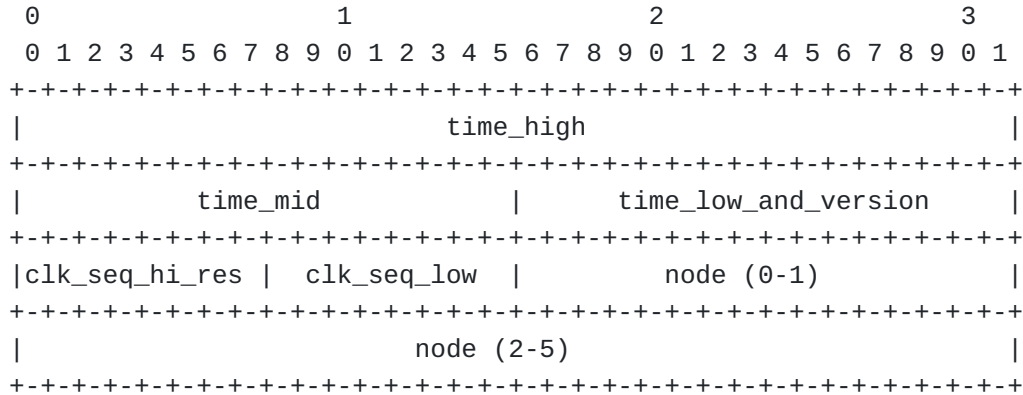 0                   1                   2                   3
 0 1 2 3 4 5 6 7 8 9 0 1 2 3 4 5 6 7 8 9 0 1 2 3 4 5 6 7 8 9 0 1
+-+-+-+-+-+-+-+-+-+-+-+-+-+-+-+-+-+-+-+-+-+-+-+-+-+-+-+-+-+-+-+-+
|                           time_high                           |
+-+-+-+-+-+-+-+-+-+-+-+-+-+-+-+-+-+-+-+-+-+-+-+-+-+-+-+-+-+-+-+-+
|           time_mid            |      time_low_and_version     |
+-+-+-+-+-+-+-+-+-+-+-+-+-+-+-+-+-+-+-+-+-+-+-+-+-+-+-+-+-+-+-+-+
|clk_seq_hi_res |  clk_seq_low  |         node (0-1)            |
+-+-+-+-+-+-+-+-+-+-+-+-+-+-+-+-+-+-+-+-+-+-+-+-+-+-+-+-+-+-+-+-+
|                         node (2-5)                            |
+-+-+-+-+-+-+-+-+-+-+-+-+-+-+-+-+-+-+-+-+-+-+-+-+-+-+-+-+-+-+-+-+